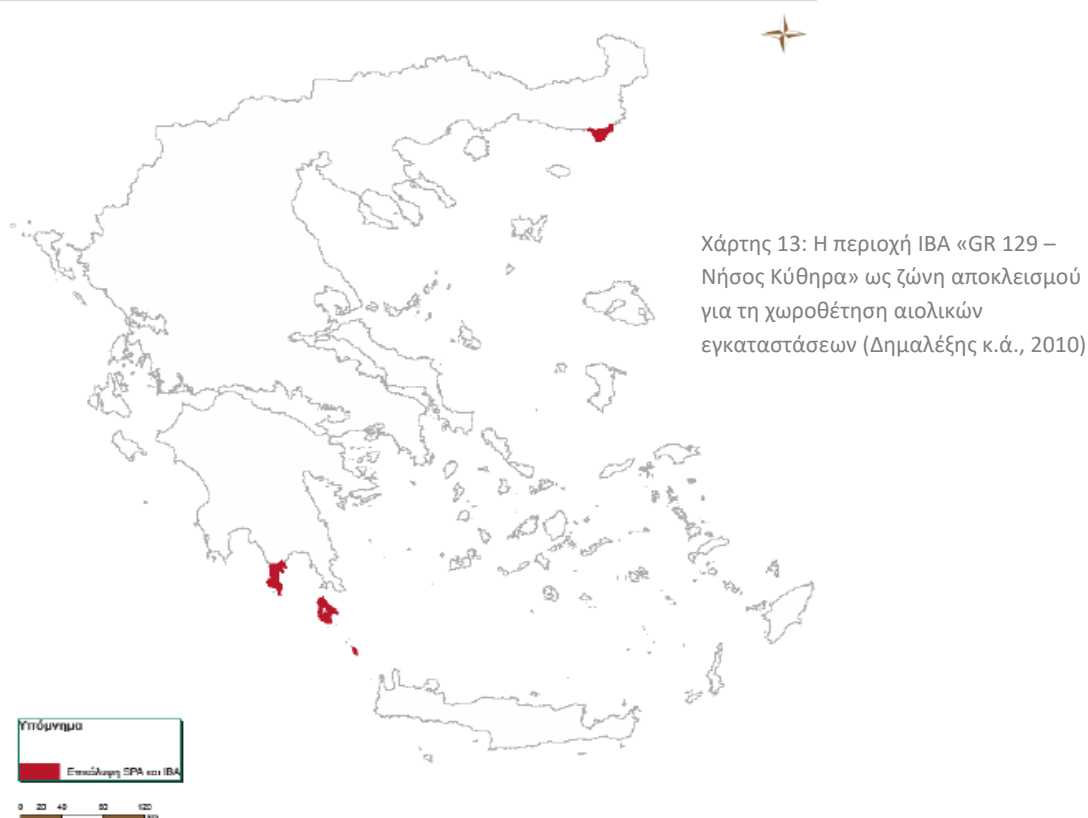 Χάρτης 13: Η περιοχή IBA «GR 129 –
Νήσος Κύθηρα» ως ζώνη αποκλεισμού
για τη χωροθέτηση αιολικών
εγκαταστάσεων (Δημαλέξης κ.ά., 2010)
Υπόμνημα
Επικάλυψη SPA και IBA
0 20 40 80 120